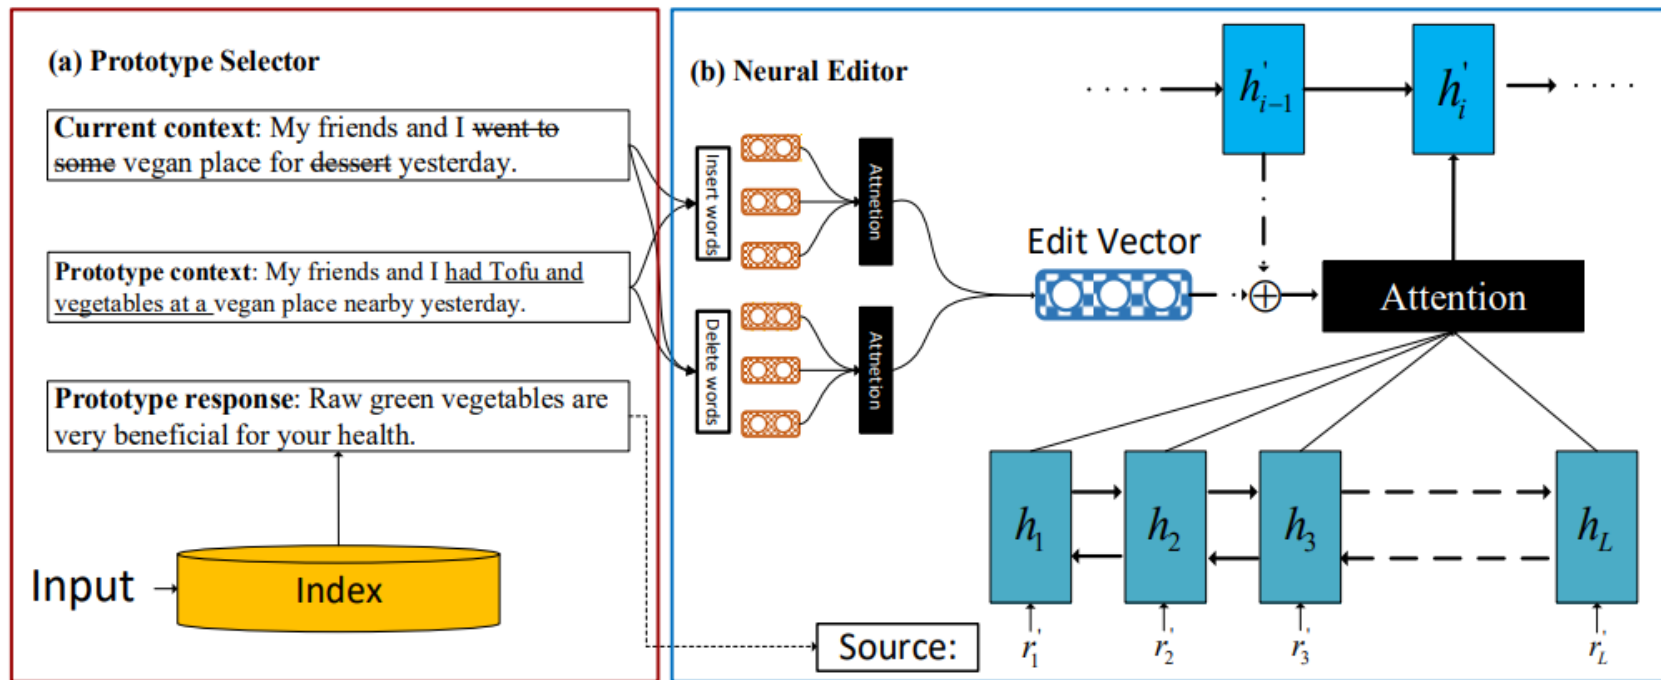 (a) Prototype Selector
Current context: My friends and I went to
some vegan place for dessert yesterday.
Prototype context: My friends and I had Tofu and
vegetables at a vegan place nearby yesterday.
Prototype response: Raw green vegetables are
very beneficial for your health.
Input
Index
(b) Neural Editor
Insert words
Attnetion
Delete words
Attnetion
Edit Vector
. . . .
h'i−1
h'i
. . . .
Attention
h1
h2
h3
hL
Source:
r'1
r'2
r'3
r'L